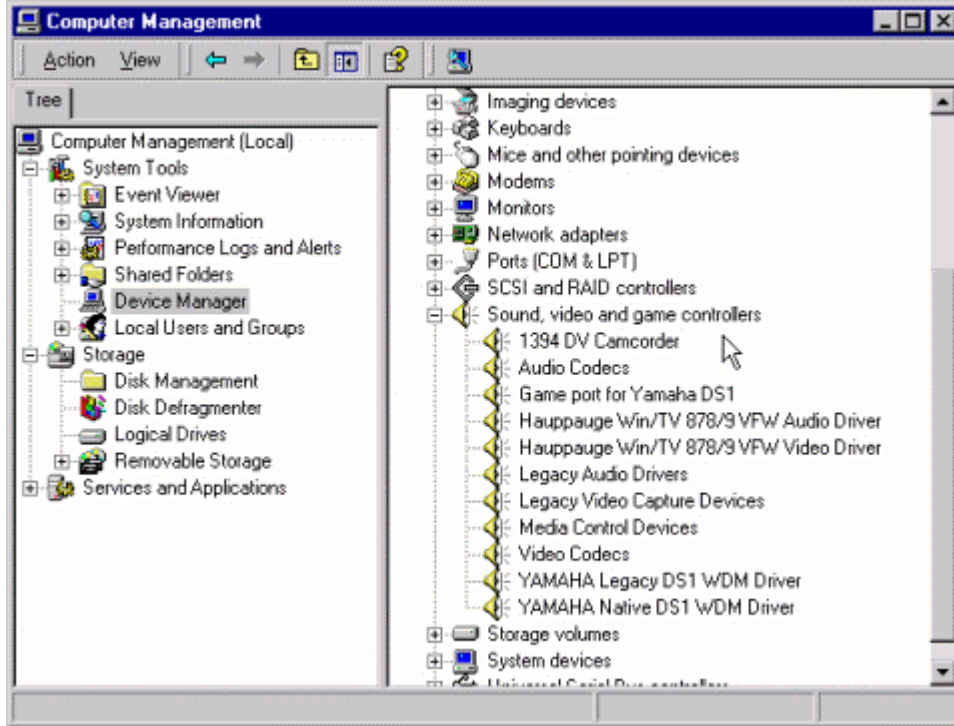 Computer Management
Action View
Tree
Computer Management (Local)
System Tools
Event Viewer
System Information
Performance Logs and Alerts
Shared Folders
Device Manager
Local Users and Groups
Storage
Disk Management
Disk Defragmenter
Logical Drives
Removable Storage
Services and Applications
Imaging devices
Keyboards
Mice and other pointing devices
Modems
Monitors
Network adapters
Ports (COM & LPT)
SCSI and RAID controllers
Sound, video and game controllers
1394 DV Camcorder
Audio Codecs
Game port for Yamaha DS1
Hauppauge Win/TV 878/9 VFW Audio Driver
Hauppauge Win/TV 878/9 VFW Video Driver
Legacy Audio Drivers
Legacy Video Capture Devices
Media Control Devices
Video Codecs
YAMAHA Legacy DS1 WDM Driver
YAMAHA Native DS1 WDM Driver
Storage volumes
System devices